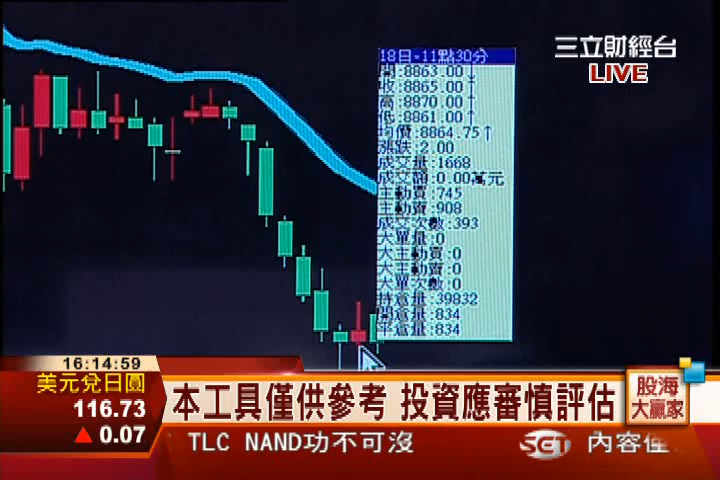 三立財經台
LIVE
18日-11點30分
開:8863.00
收:8865.00↑
高:8870.00↑
低:8861.00↑
均價:8864.75↑
漲跌:2.00
成交量:1668
成交額:0.00萬元
主動買:745
主動賣:908
成交次數:393
大單量:0
大主動買:0
大主動賣:0
大單次數:0
持倉量:39832
開倉量:834
平倉量:834
16:14:59
美元兌日圓
116.73
▲0.07
本工具僅供參考 投資應審慎評估
股海
大贏家
TLC NAND功不可沒
SET 內容僅